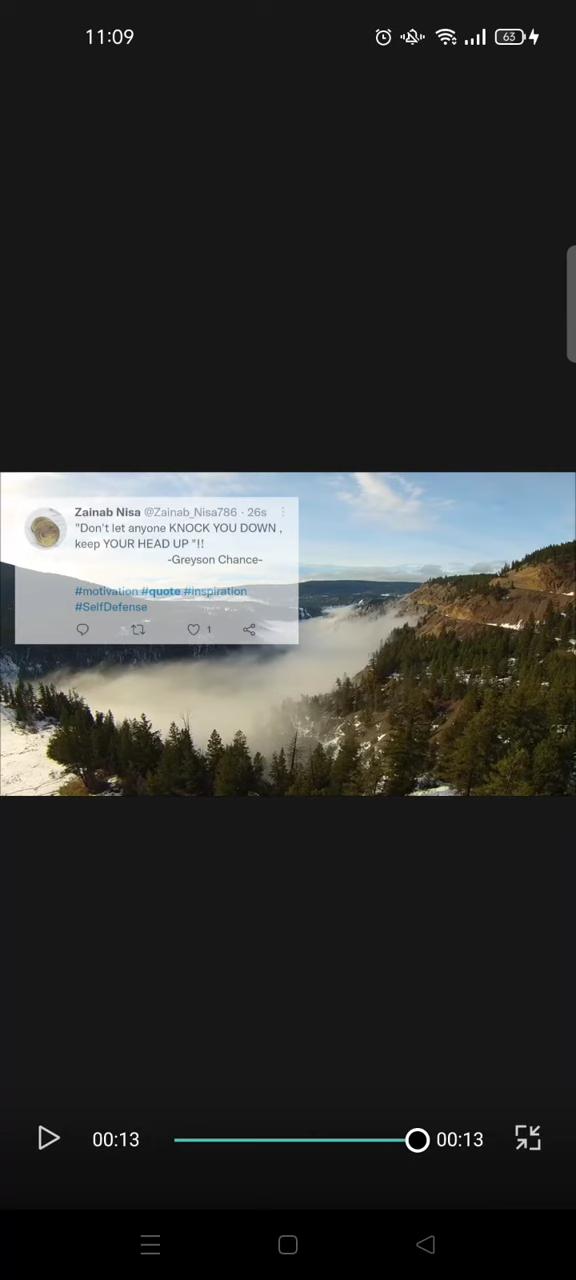 11:09
63
Zainab Nisa @Zainab_Nisa786 · 26s
"Don't let anyone KNOCK YOU DOWN ,
keep YOUR HEAD UP "!!
-Greyson Chance-
#motivation #quote #inspiration
#SelfDefense
1
00:13
00:13